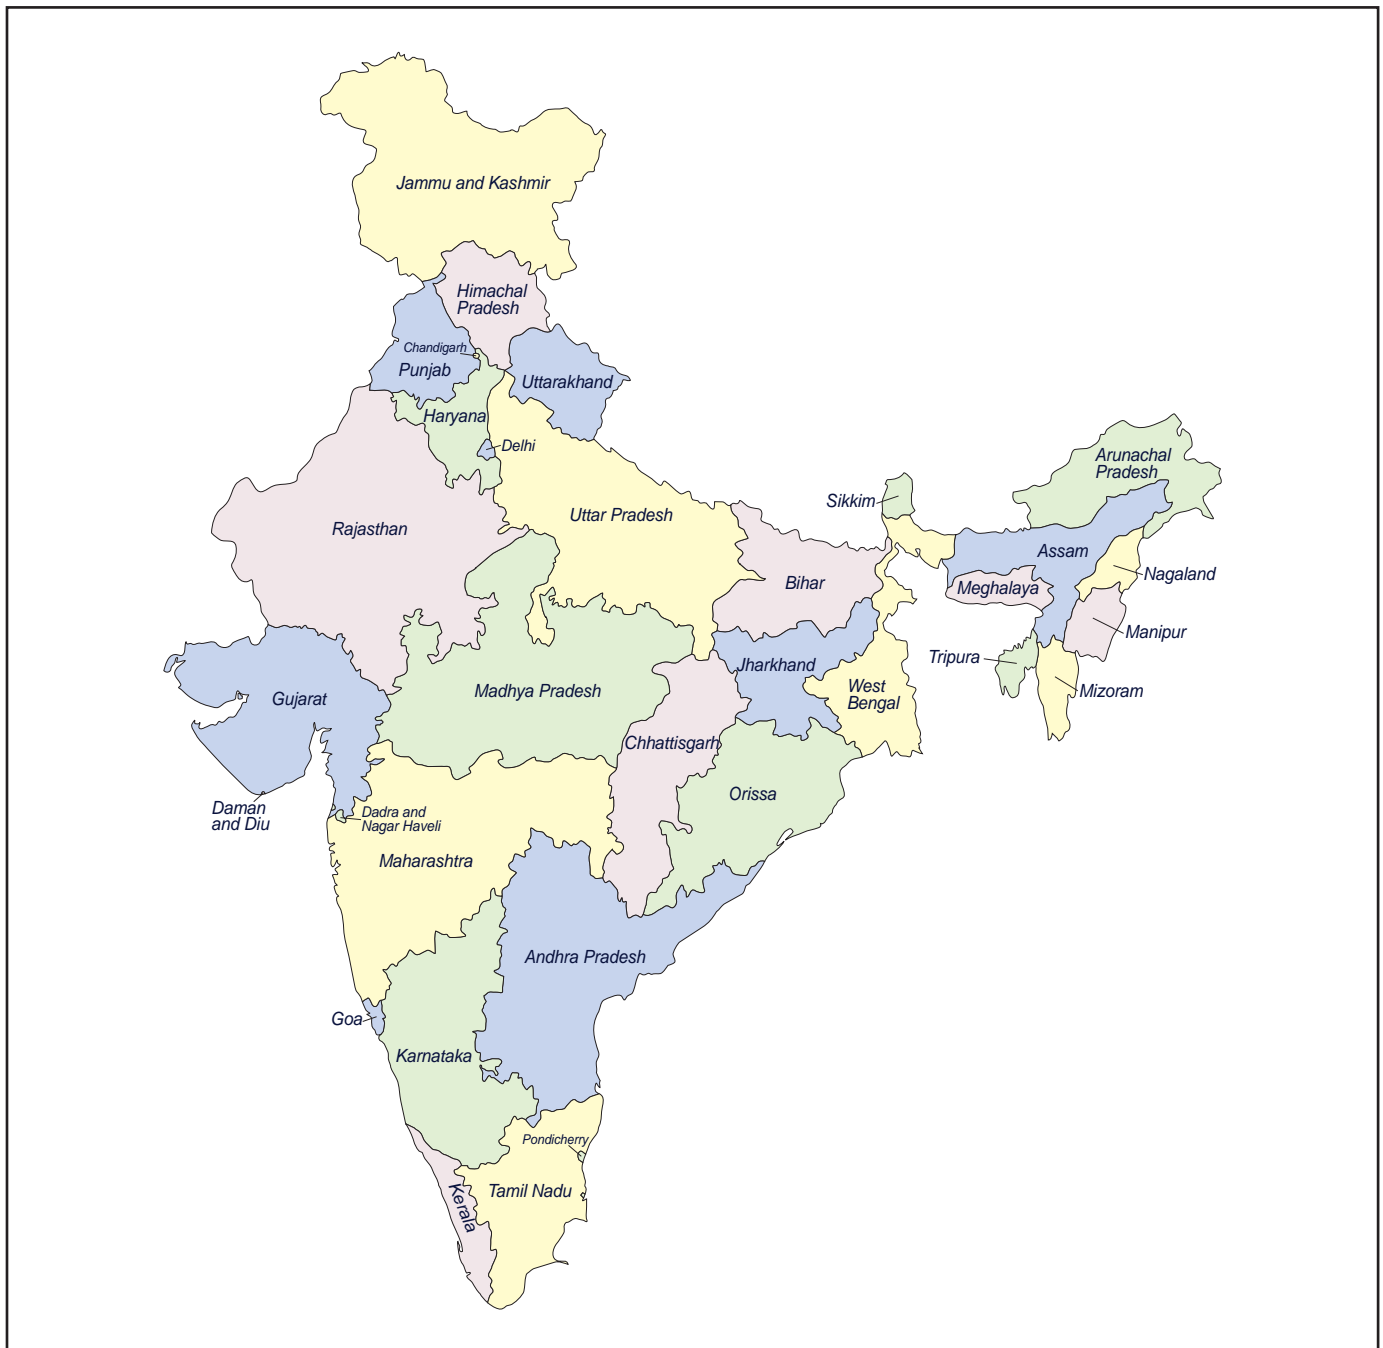 Jammu and Kashmir
Himachal
Pradesh
Chandigarh
Punjab
Uttarakhand
Haryana
Delhi
Arunachal
Pradesh
Sikkim
Uttar Pradesh
Rajasthan
Assam
Nagaland
Bihar
Meghalaya
Manipur
Tripura
Jharkhand
Mizoram
West
Bengal
Madhya Pradesh
Gujarat
Chhattisgarh
Orissa
Daman
and Diu
Dadra and
Nagar Haveli
Maharashtra
Andhra Pradesh
Goa
Karnataka
Pondicherry
Tamil Nadu
Kerala